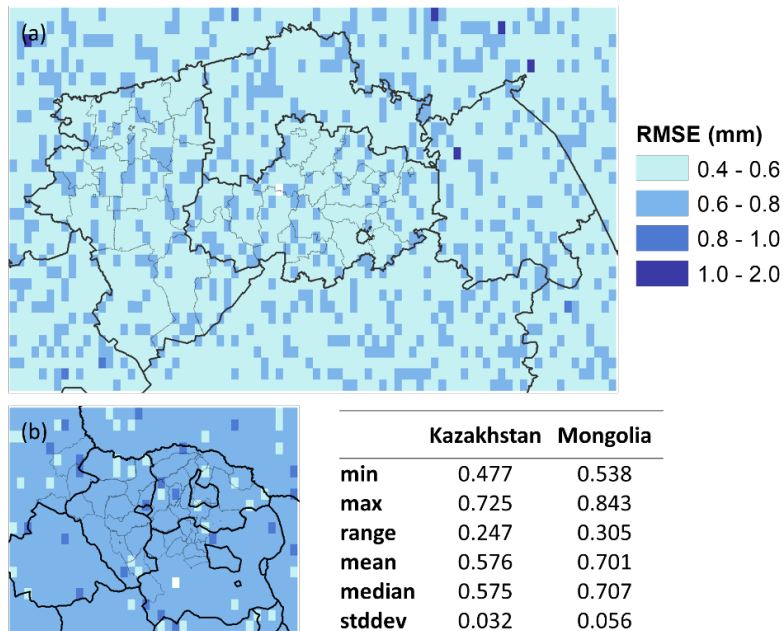 (a)
RMSE (mm)
0.4 - 0.6
0.6 - 0.8
0.8 - 1.0
1.0 - 2.0
(b)
Kazakhstan Mongolia
min 0.477 0.538
max 0.725 0.843
range 0.247 0.305
mean 0.576 0.701
median 0.575 0.707
stddev 0.032 0.056